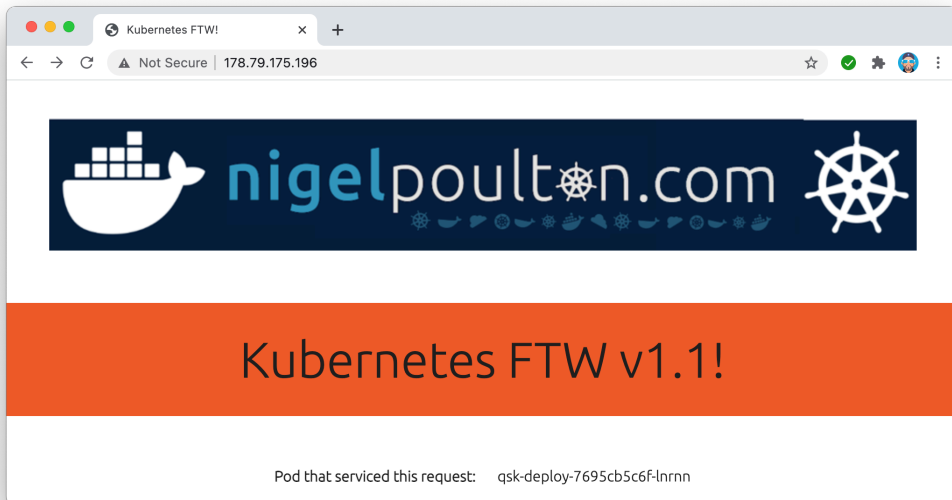 Kubernetes FTW!
Not Secure 178.79.175.196
nigelpoulton.com
Kubernetes FTW v1.1!
Pod that serviced this request: qsk-deploy-7695cb5c6f-lnrnn